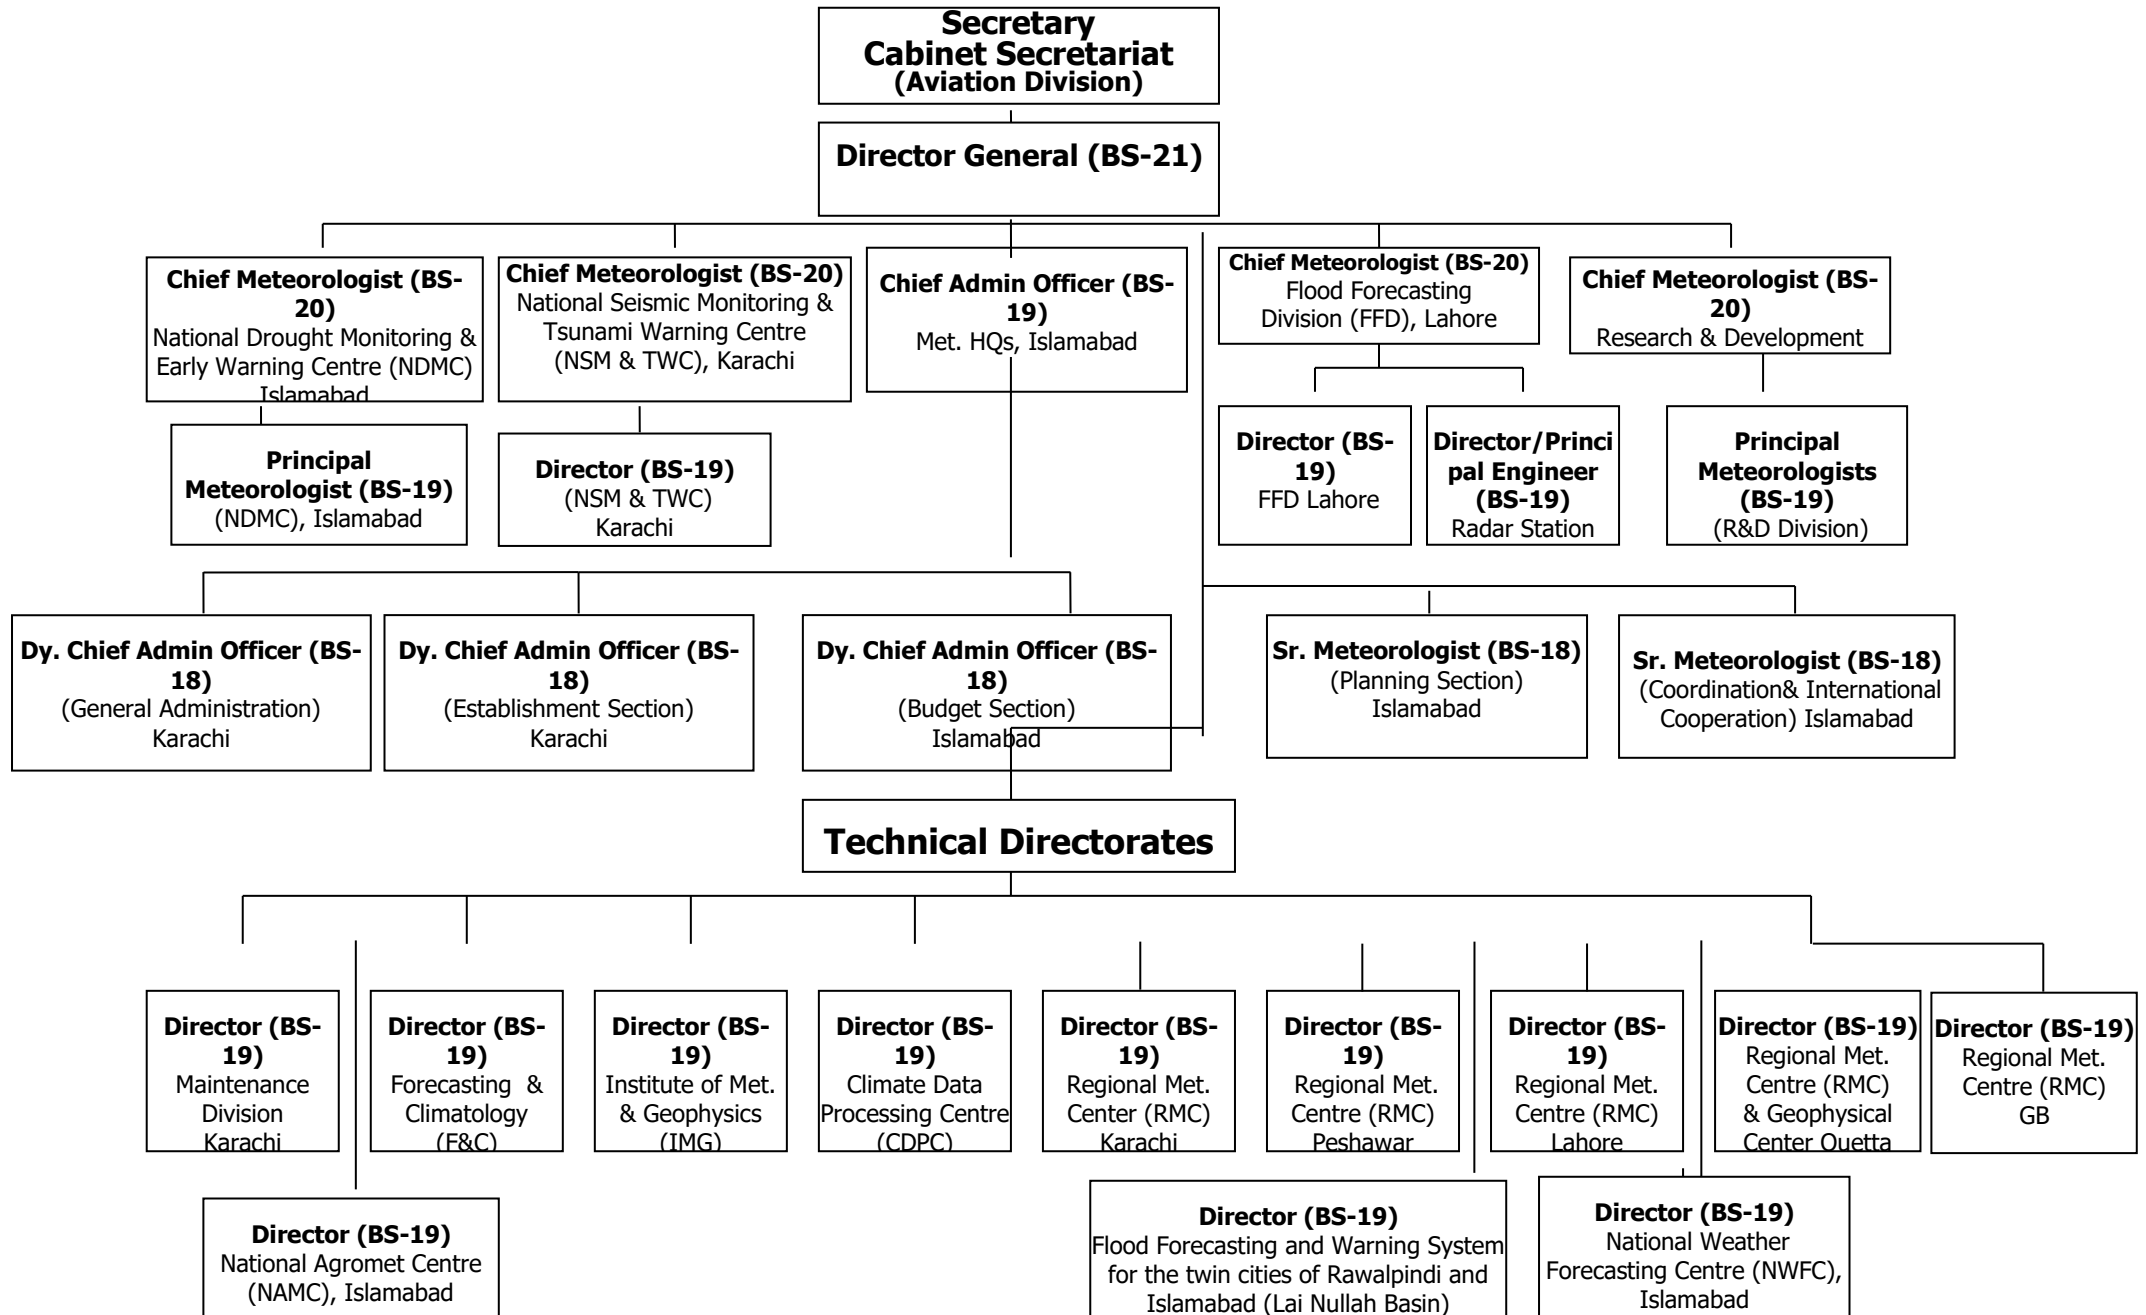 Secretary
Cabinet Secretariat
(Aviation Division)
Director General (BS-21)
Chief Meteorologist (BS-
20)
National Drought Monitoring &
Early Warning Centre (NDMC)
Islamabad
Chief Meteorologist (BS-20)
National Seismic Monitoring &
Tsunami Warning Centre
(NSM & TWC), Karachi
Chief Admin Officer (BS-
19)
Met. HQs, Islamabad
Chief Meteorologist (BS-20)
Flood Forecasting
Division (FFD), Lahore
Chief Meteorologist (BS-
20)
Research & Development
Principal
Meteorologist (BS-19)
(NDMC), Islamabad
Director (BS-19)
(NSM & TWC)
Karachi
Director (BS-
19)
FFD Lahore
Director/Princi
pal Engineer
(BS-19)
Radar Station
Principal
Meteorologists
(BS-19)
(R&D Division)
Dy. Chief Admin Officer (BS-
18)
(General Administration)
Karachi
Dy. Chief Admin Officer (BS-
18)
(Establishment Section)
Karachi
Dy. Chief Admin Officer (BS-
18)
(Budget Section)
Islamabad
Sr. Meteorologist (BS-18)
(Planning Section)
Islamabad
Sr. Meteorologist (BS-18)
(Coordination& International
Cooperation) Islamabad
Technical Directorates
Director (BS-
19)
Maintenance
Division
Karachi
Director (BS-
19)
Forecasting &
Climatology
(F&C)
Director (BS-
19)
Institute of Met.
& Geophysics
(IMG)
Director (BS-
19)
Climate Data
Processing Centre
(CDPC)
Director (BS-
19)
Regional Met.
Center (RMC)
Karachi
Director (BS-
19)
Regional Met.
Centre (RMC)
Peshawar
Director (BS-
19)
Regional Met.
Centre (RMC)
Lahore
Director (BS-19)
Regional Met.
Centre (RMC)
& Geophysical
Center Quetta
Director (BS-19)
Regional Met.
Centre (RMC)
GB
Director (BS-19)
National Agromet Centre
(NAMC), Islamabad
Director (BS-19)
Flood Forecasting and Warning System
for the twin cities of Rawalpindi and
Islamabad (Lai Nullah Basin)
Director (BS-19)
National Weather
Forecasting Centre (NWFC),
Islamabad